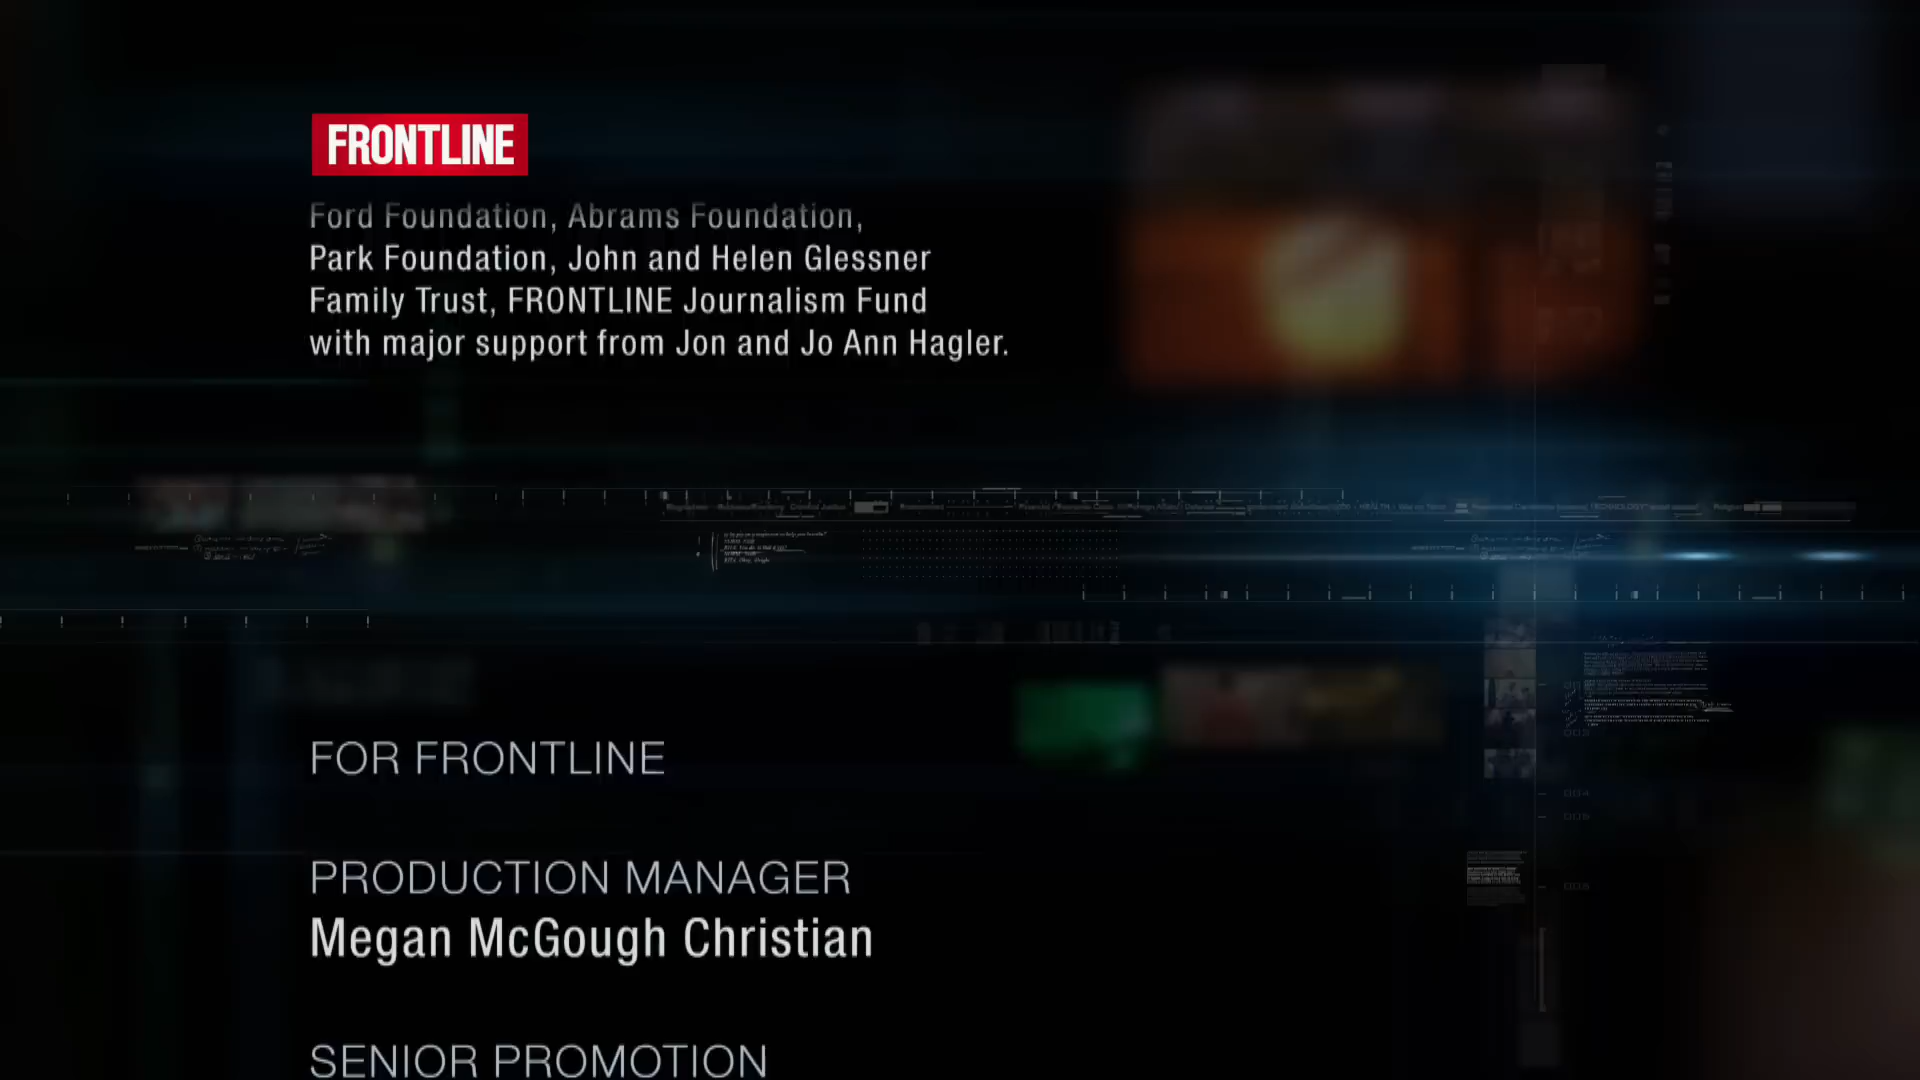 FRONTLINE
Ford Foundation, Abrams Foundation,
Park Foundation, John and Helen Glessner
Family Trust, FRONTLINE Journalism Fund
with major support from Jon and Jo Ann Hagler.
FOR FRONTLINE
PRODUCTION MANAGER
Megan McGough Christian
SENIOR PROMOTION